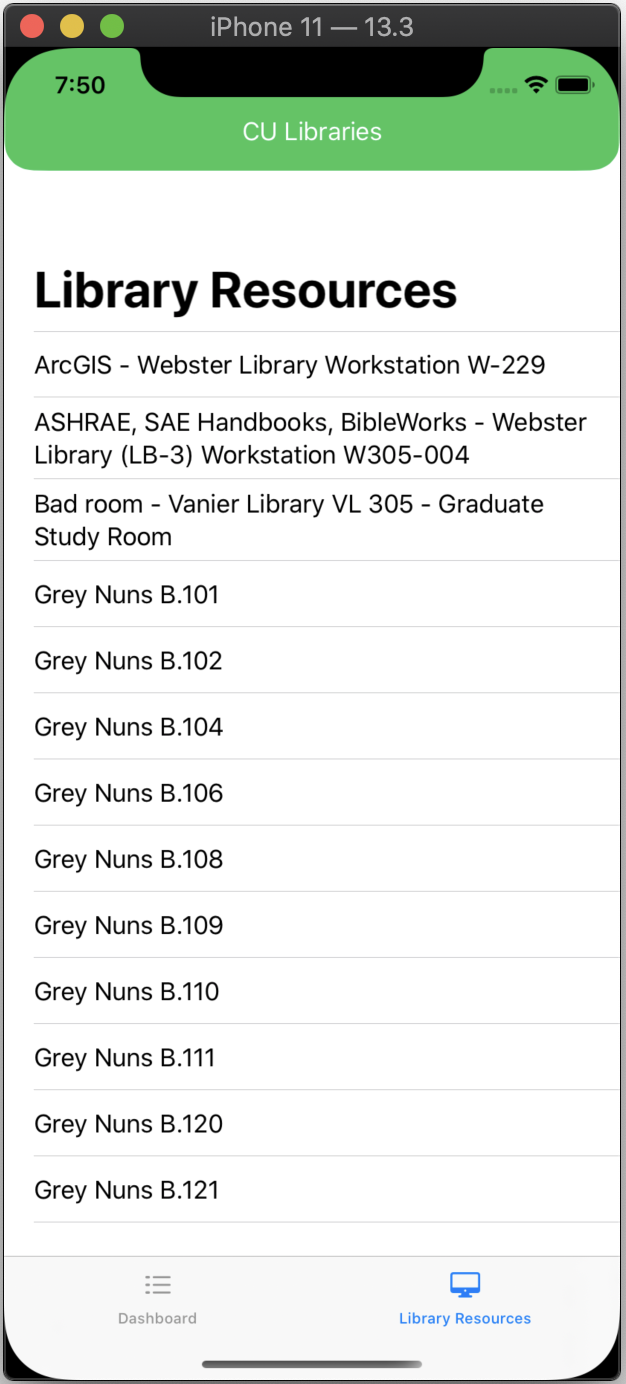 iPhone 11 — 13.3
7:50
CU Libraries
Library Resources
ArcGIS - Webster Library Workstation W-229
ASHRAE, SAE Handbooks, BibleWorks - Webster
Library (LB-3) Workstation W305-004
Bad room - Vanier Library VL 305 - Graduate
Study Room
Grey Nuns B.101
Grey Nuns B.102
Grey Nuns B.104
Grey Nuns B.106
Grey Nuns B.108
Grey Nuns B.109
Grey Nuns B.110
Grey Nuns B.111
Grey Nuns B.120
Grey Nuns B.121
Dashboard
Library Resources